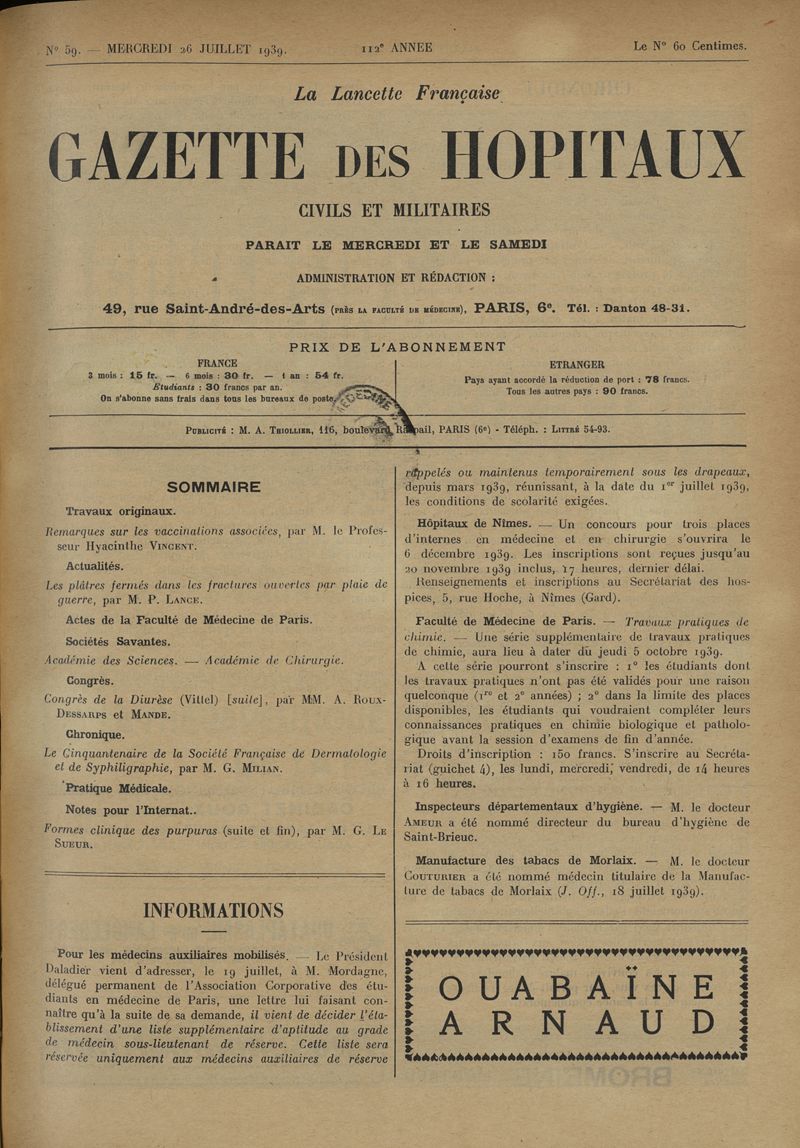 N° 59. — MERCREDI 26 JUILLET 1939.
112e ANNEE
Le N° 60 Centimes.
La Lancette Française
GAZETTE DES HOPITAUX
CIVILS ET MILITAIRES
PARAIT LE MERCREDI ET LE SAMEDI
ADMINISTRATION ET RÉDACTION :
49, rue Saint-André-des-Arts (PRÈS LA FACULTÉ DE MÉDECINE), PARIS, 6e. Tél. : Danton 48-31.
PRIX DE L'ABONNEMENT
FRANCE
3 mois : 15 fr. — 6 mois : 30 fr. — 1 an : 54 fr.
Etudiants : 30 francs par an.
On s'abonne sans frais dans tous les bureaux de poste.
ETRANGER
Pays ayant accordé la réduction de port : 78 francs.
Tous les autres pays : 90 francs.
PUBLICITÉ : M. A. THIOLLIER, 116, boulevard Raspail, PARIS (6e) - Téléph. : LITTRÉ 54-93.
SOMMAIRE
Travaux originaux.
Remarques sur les vaccinations associées, par M. le Profes-
seur Hyacinthe VINCENT.
Actualités.
Les plâtres fermés dans les fractures ouvertes par plaie de
guerre, par M. P. LANCE.
Actes de la Faculté de Médecine de Paris.
Sociétés Savantes.
Académie des Sciences. — Académie de Chirurgie.
Congrès.
Congrès de la Diurèse (Vittel) [suite], par MM. A. ROUX-
DESSARPS et MANDE.
Chronique.
Le Cinquantenaire de la Société Française de Dermatologie
et de Syphiligraphie, par M. G. MILIAN.
Pratique Médicale.
Notes pour l'Internat..
Formes clinique des purpuras (suite et fin), par M. G. LE
SUEUR.
INFORMATIONS
Pour les médecins auxiliaires mobilisés. — Le Président
Daladier vient d'adresser, le 19 juillet, à M. Mordagne,
délégué permanent de l'Association Corporative des étu-
diants en médecine de Paris, une lettre lui faisant con-
naître qu'à la suite de sa demande, il vient de décider l'éta-
blissement d'une liste supplémentaire d'aptitude au grade
de médecin sous-lieutenant de réserve. Cette liste sera
réservée uniquement aux médecins auxiliaires de réserve
rappelés ou maintenus temporairement sous les drapeaux,
depuis mars 1939, réunissant, à la date du 1er juillet 1939,
les conditions de scolarité exigées.
Hôpitaux de Nîmes. — Un concours pour trois places
d'internes en médecine et en chirurgie s'ouvrira le
6 décembre 1939. Les inscriptions sont reçues jusqu'au
20 novembre 1939 inclus, 17 heures, dernier délai.
Renseignements et inscriptions au Secrétariat des hos-
pices, 5, rue Hoche, à Nîmes (Gard).
Faculté de Médecine de Paris. — Travaux pratiques de
chimie. — Une série supplémentaire de travaux pratiques
de chimie, aura lieu à dater du jeudi 5 octobre 1939.
A cette série pourront s'inscrire : 1° les étudiants dont
les travaux pratiques n'ont pas été validés pour une raison
quelconque (1re et 2e années) ; 2° dans la limite des places
disponibles, les étudiants qui voudraient compléter leurs
connaissances pratiques en chimie biologique et patholo-
gique avant la session d'examens de fin d'année.
Droits d'inscription : 150 francs. S'inscrire au Secréta-
riat (guichet 4), les lundi, mercredi, vendredi, de 14 heures
à 16 heures.
Inspecteurs départementaux d'hygiène. — M. le docteur
AMEUR a été nommé directeur du bureau d'hygiène de
Saint-Brieuc.
Manufacture des tabacs de Morlaix. — M. le docteur
COUTURIER a été nommé médecin titulaire de la Manufac-
ture de tabacs de Morlaix (J. Off., 18 juillet 1939).
OUABAÏNE
ARNAUD